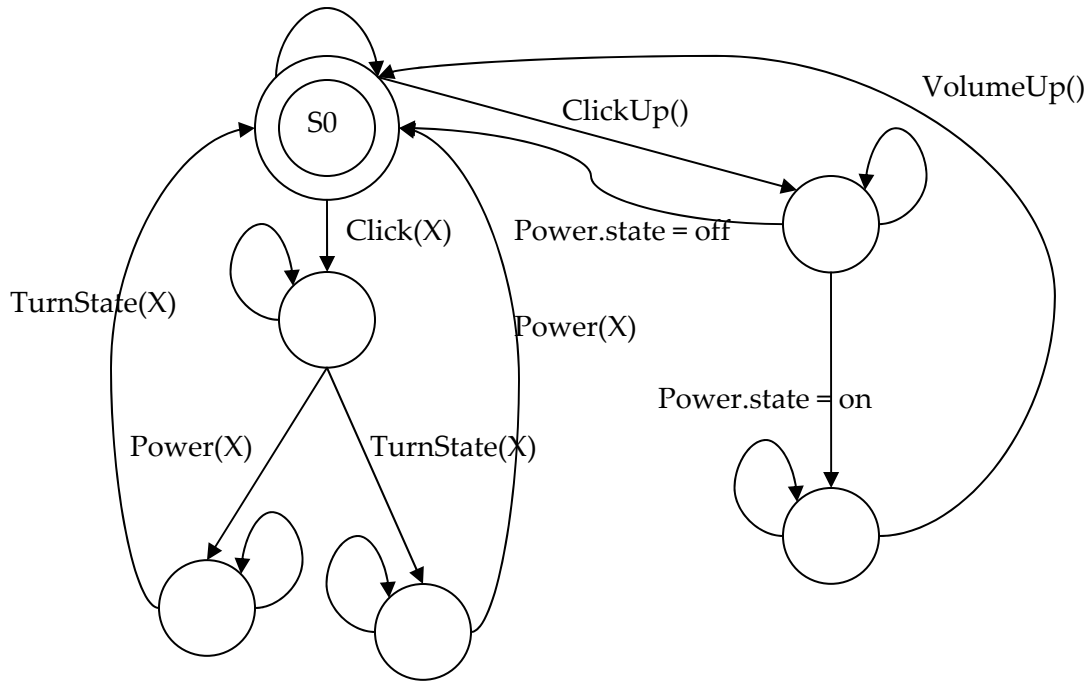 VolumeUp()
ClickUp()
S0
Click(X)
Power.state = off
TurnState(X)
Power(X)
Power.state = on
Power(X)
TurnState(X)